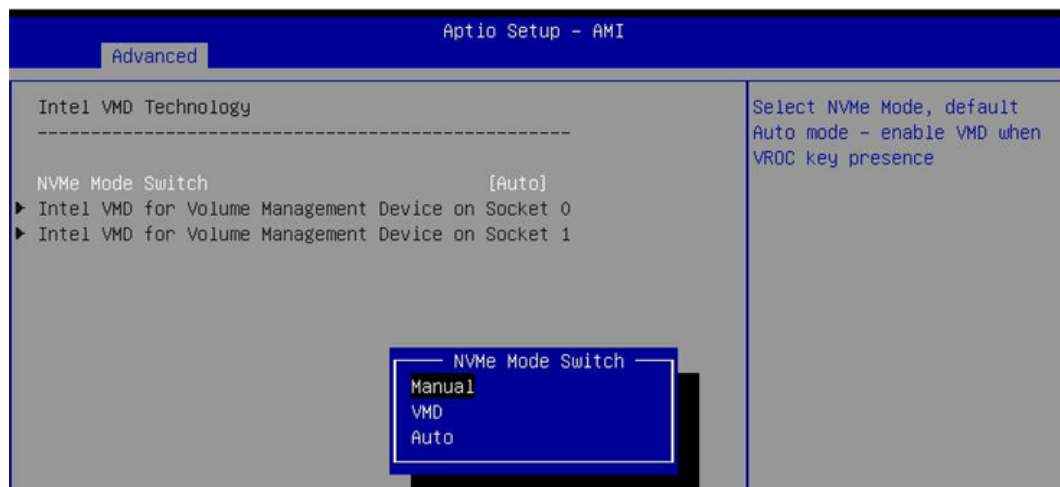 Aptio Setup - AMI
Advanced
Intel VMD Technology
--------------------------------------------------
NVMe Mode Switch [Auto]
Intel VMD for Volume Management Device on Socket 0
Intel VMD for Volume Management Device on Socket 1
Select NVMe Mode, default
Auto mode - enable VMD when
VROC key presence
NVMe Mode Switch
Manual
VMD
Auto